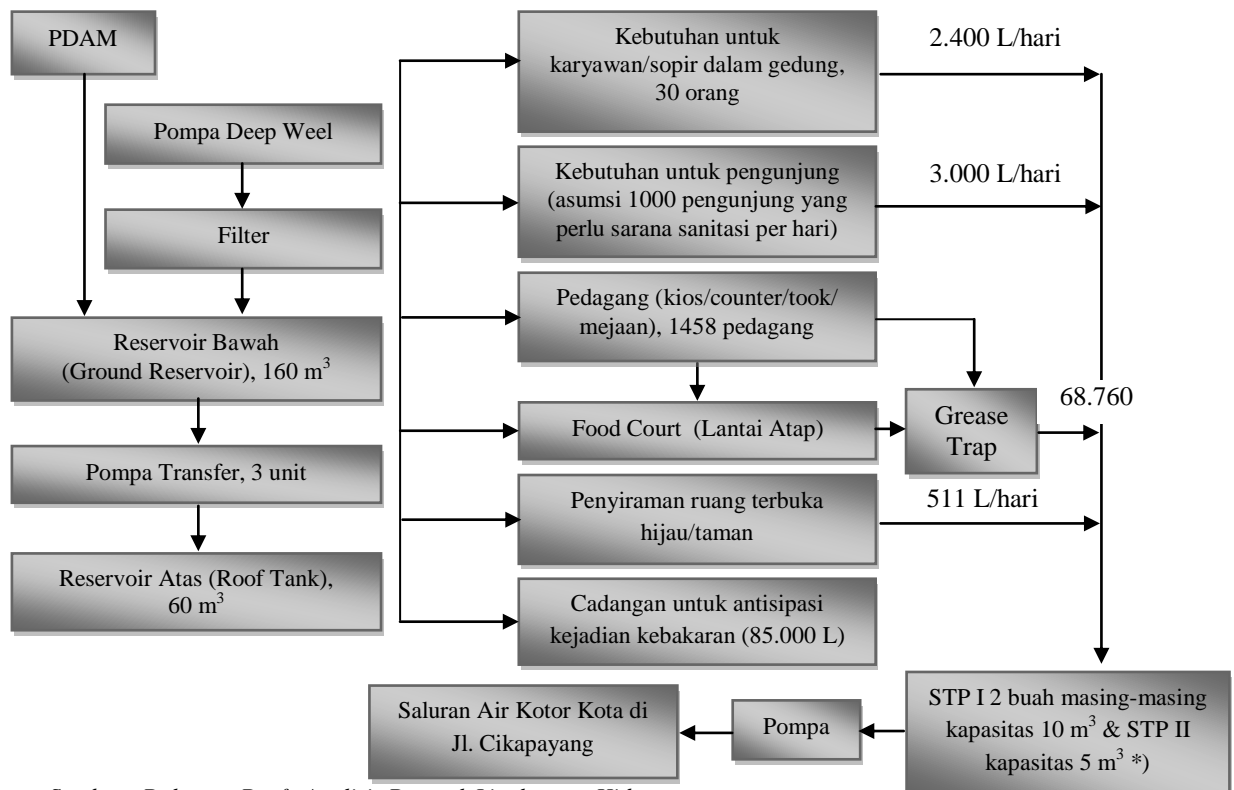 PDAM
Pompa Deep Weel
Filter
Reservoir Bawah
(Ground Reservoir), 160 m³
Pompa Transfer, 3 unit
Reservoir Atas (Roof Tank),
60 m³
Kebutuhan untuk
karyawan/sopir dalam gedung,
30 orang
2.400 L/hari
Kebutuhan untuk pengunjung
(asumsi 1000 pengunjung yang
perlu sarana sanitasi per hari)
3.000 L/hari
Pedagang (kios/counter/took/
mejaan), 1458 pedagang
Food Court (Lantai Atap)
Grease
Trap
68.760
Penyiraman ruang terbuka
hijau/taman
511 L/hari
Cadangan untuk antisipasi
kejadian kebakaran (85.000 L)
STP I 2 buah masing-masing
kapasitas 10 m³ & STP II
kapasitas 5 m³ *)
Pompa
Saluran Air Kotor Kota di
Jl. Cikapayang